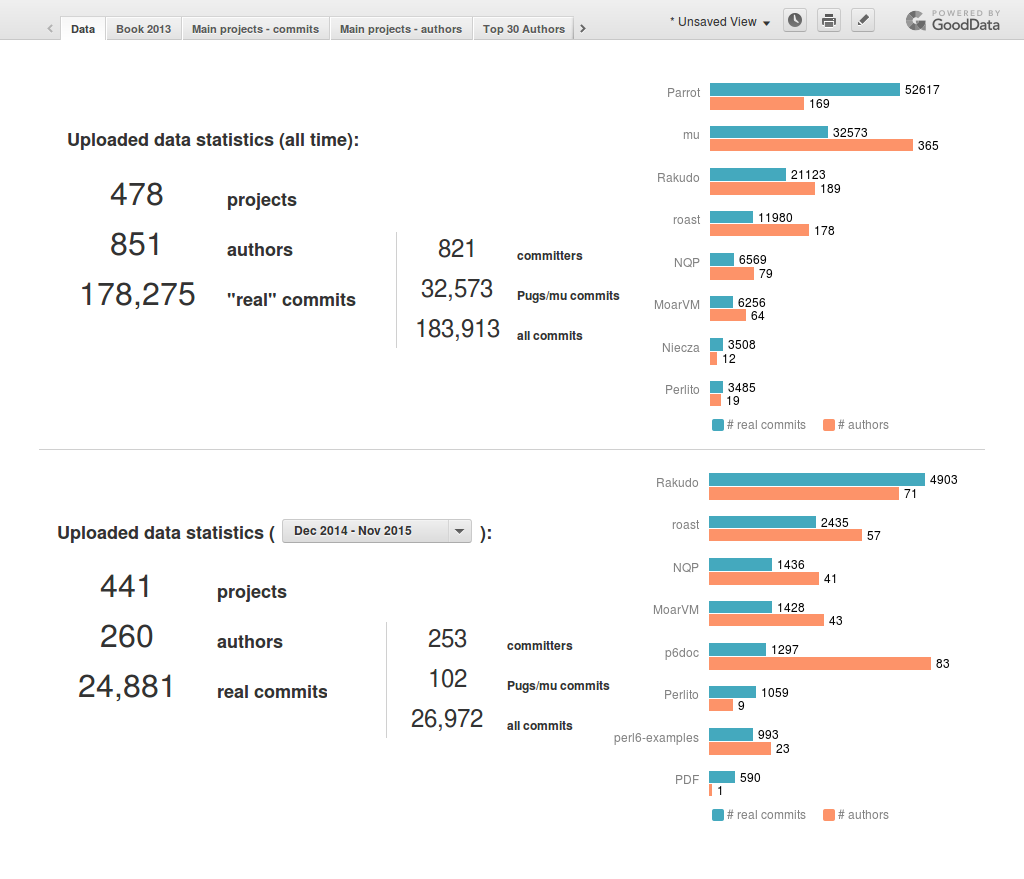 Data
Book 2013
Main projects - commits
Main projects - authors
Top 30 Authors
* Unsaved View
POWERED BY
GoodData
Uploaded data statistics (all time):
478 projects
851 authors
178,275 "real" commits
821 committers
32,573 Pugs/mu commits
183,913 all commits
Parrot
52617
169
mu
32573
365
Rakudo
21123
189
roast
11980
178
NQP
6569
79
MoarVM
6256
64
Niecza
3508
12
Perlito
3485
19
# real commits
# authors
Uploaded data statistics ( Dec 2014 - Nov 2015 ):
441 projects
260 authors
24,881 real commits
253 committers
102 Pugs/mu commits
26,972 all commits
Rakudo
4903
71
roast
2435
57
NQP
1436
41
MoarVM
1428
43
p6doc
1297
83
Perlito
1059
9
perl6-examples
993
23
PDF
590
1
# real commits
# authors